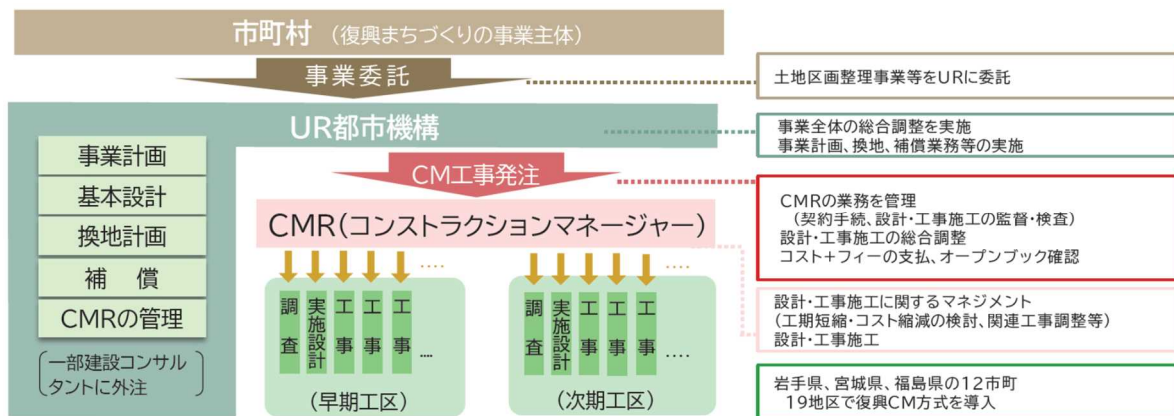 市町村 (復興まちづくりの事業主体)
事業委託
土地区画整理事業等をURに委託
UR都市機構
事業全体の総合調整を実施
事業計画、換地、補償業務等の実施
事業計画
基本設計
換地計画
補 償
CMRの管理
一部建設コンサル
タントに外注
CM工事発注
CMRの業務を管理
(契約手続、設計・工事施工の監督・検査)
設計・工事施工の総合調整
コスト+フィーの支払、オープンブック確認
CMR(コンストラクションマネージャー)
設計・工事施工に関するマネジメント
(工期短縮・コスト縮減の検討、関連工事調整等)
設計・工事施工
‥‥
調査
実施設計
工事
工事
工事
‥‥
(早期工区)
‥‥
調査
実施設計
工事
工事
工事
‥‥
(次期工区)
岩手県、宮城県、福島県の12市町
19地区で復興CM方式を導入